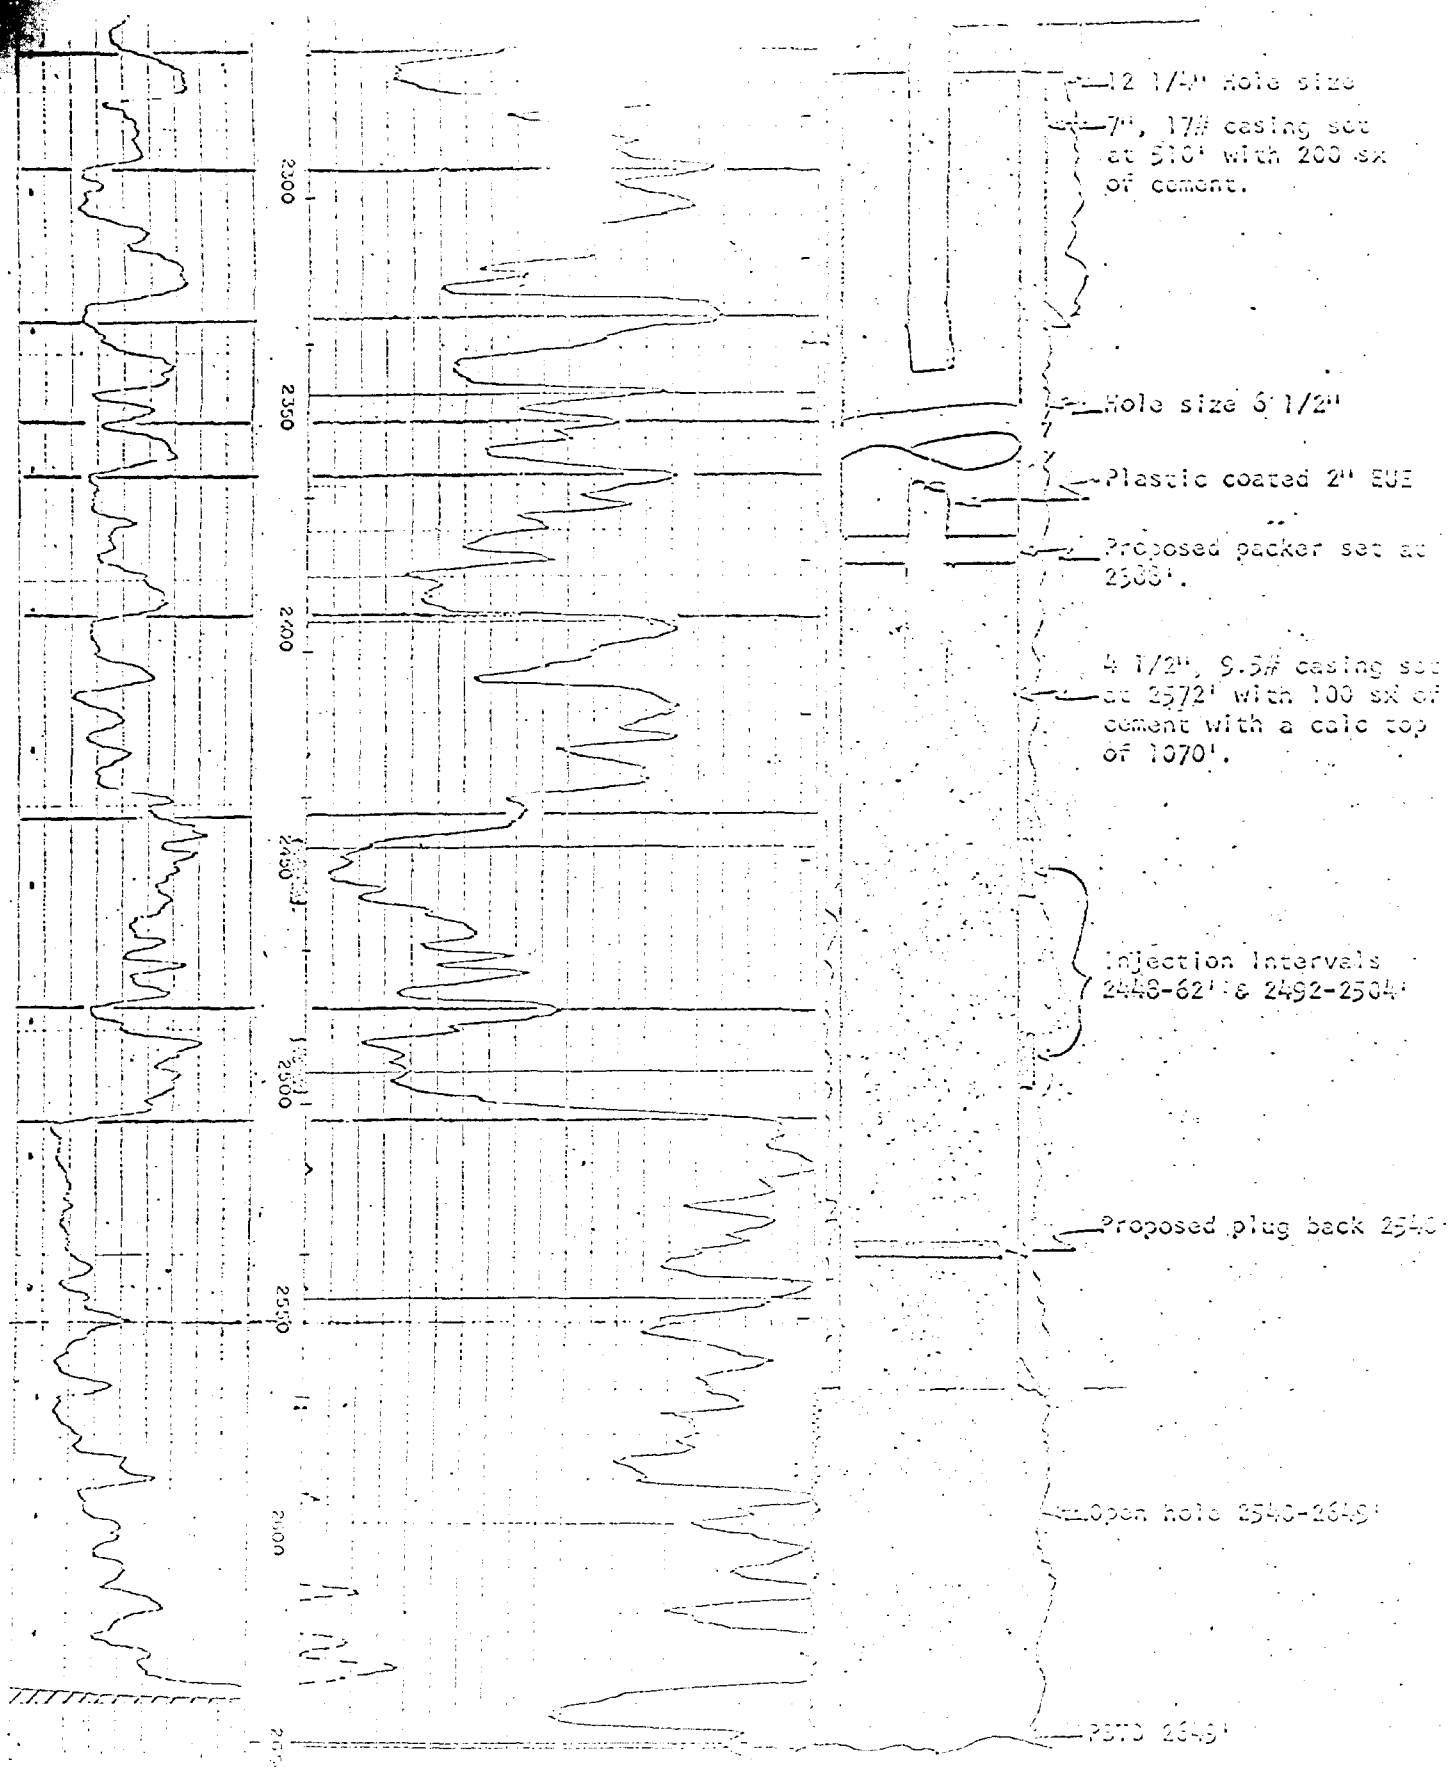 12 1/4" Hole size
7", 17# casing set
at 510' with 200 sx
of cement.
2300
Hole size 6 1/2"
2350
Plastic coated 2" EUE
Proposed packer set at
2388'.
2400
4 1/2", 9.5# casing set
at 2572' with 100 sx of
cement with a calc top
of 1070'.
2450
Injection Intervals
2448-62' & 2492-2504'
2500
Proposed plug back 2540'
2550
Open hole 2540-2649'
2600
PBTD 2649'